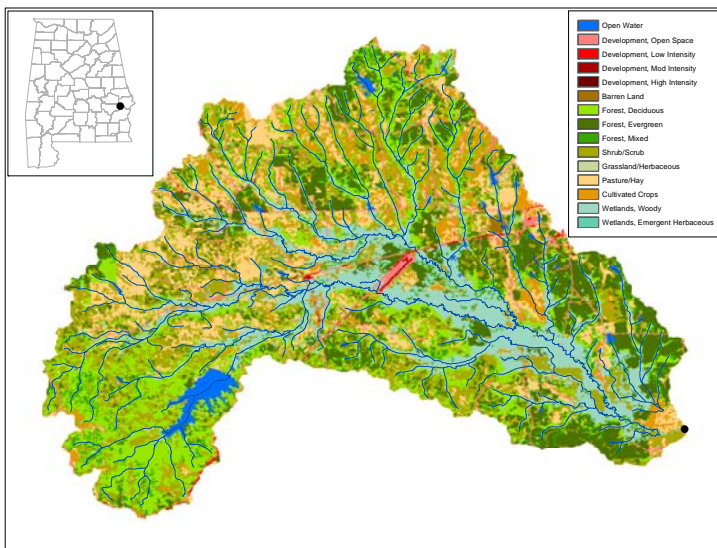 Open Water
Development, Open Space
Development, Low Intensity
Development, Mod Intensity
Development, High Intensity
Barren Land
Forest, Deciduous
Forest, Evergreen
Forest, Mixed
Shrub/Scrub
Grassland/Herbaceous
Pasture/Hay
Cultivated Crops
Wetlands, Woody
Wetlands, Emergent Herbaceous